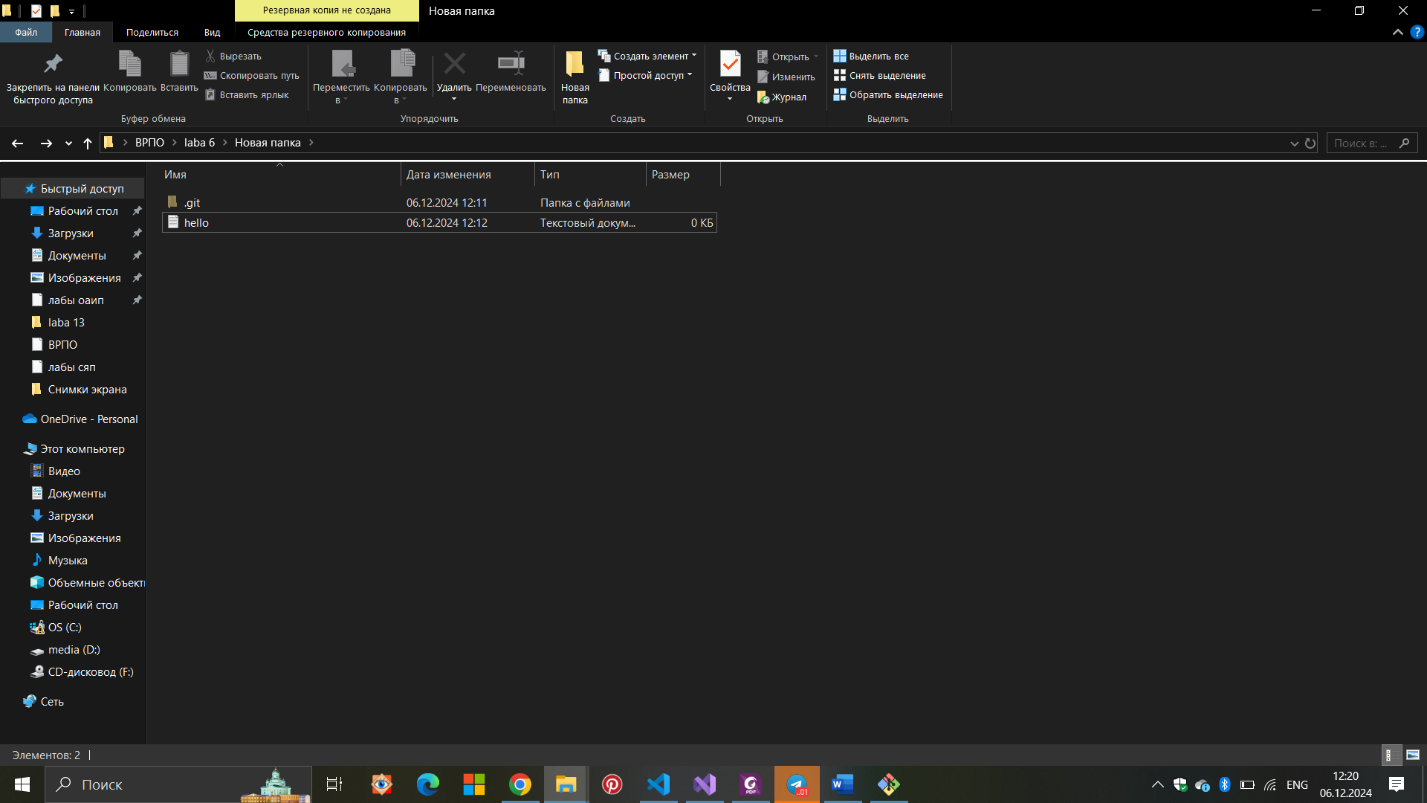 Резервная копия не создана
Новая папка
Файл
Главная
Поделиться
Вид
Средства резервного копирования
Закрепить на панели
быстрого доступа
Копировать
Вставить
Вырезать
Скопировать путь
Вставить ярлык
Буфер обмена
Переместить
в
Копировать
в
Удалить
Переименовать
Упорядочить
Новая
папка
Создать элемент
Простой доступ
Создать
Свойства
Открыть
Изменить
Журнал
Открыть
Выделить все
Снять выделение
Обратить выделение
Выделить
ВРПО
laba 6
Новая папка
Поиск в: ...
Имя
Дата изменения
Тип
Размер
.git
06.12.2024 12:11
Папка с файлами
hello
06.12.2024 12:12
Текстовый докум...
0 КБ
Быстрый доступ
Рабочий стол
Загрузки
Документы
Изображения
лабы оаип
laba 13
ВРПО
лабы сяп
Снимки экрана
OneDrive - Personal
Этот компьютер
Видео
Документы
Загрузки
Изображения
Музыка
Объемные объект
Рабочий стол
OS (C:)
media (D:)
CD-дисковод (F:)
Сеть
Элементов: 2
Поиск
PDF
.01
W
ENG
12:20
06.12.2024